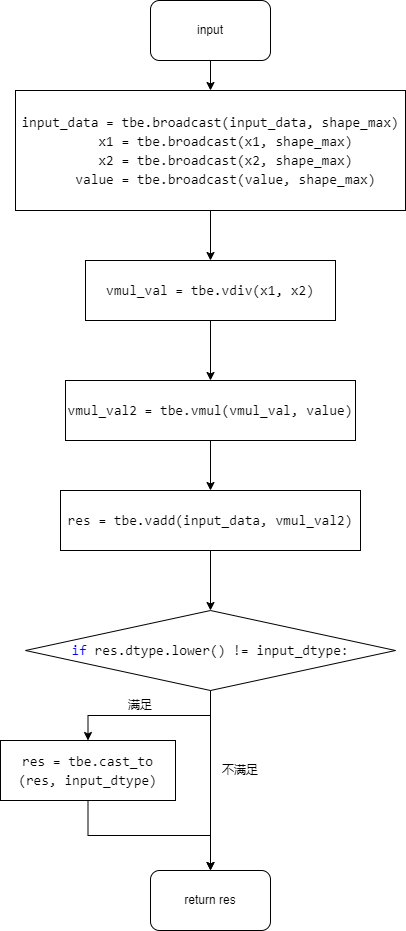 input
input_data = tbe.broadcast(input_data, shape_max)
x1 = tbe.broadcast(x1, shape_max)
x2 = tbe.broadcast(x2, shape_max)
value = tbe.broadcast(value, shape_max)
vmul_val = tbe.vdiv(x1, x2)
vmul_val2 = tbe.vmul(vmul_val, value)
res = tbe.vadd(input_data, vmul_val2)
if res.dtype.lower() != input_dtype:
满足
res = tbe.cast_to
(res, input_dtype)
不满足
return res